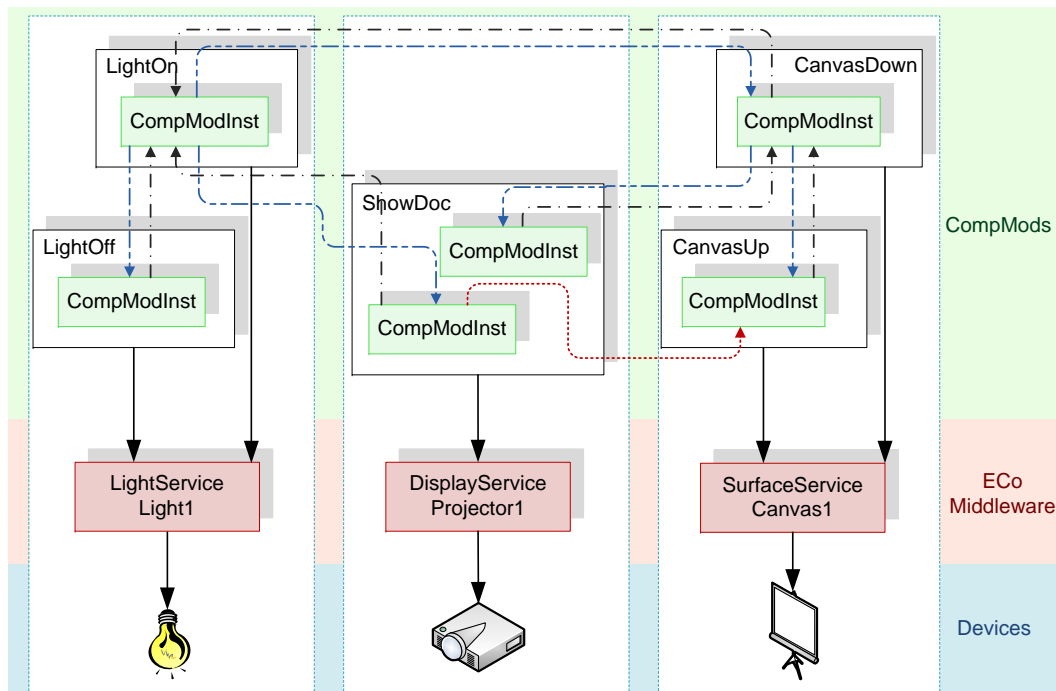 LightOn
CompModInst
CanvasDown
CompModInst
ShowDoc
CompModInst
CompModInst
LightOff
CompModInst
CanvasUp
CompModInst
CompMods
LightService
Light1
DisplayService
Projector1
SurfaceService
Canvas1
ECo
Middleware
Devices